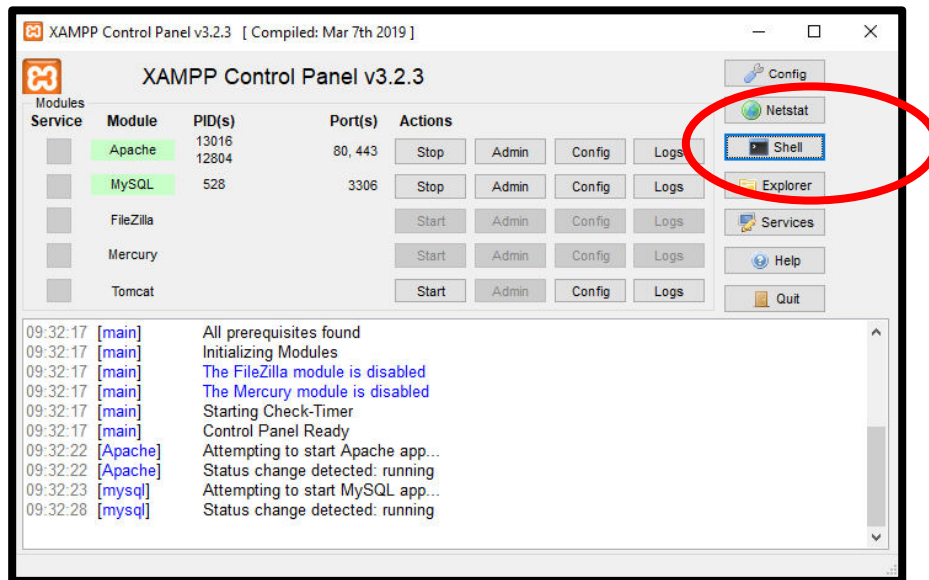 XAMPP Control Panel v3.2.3 [ Compiled: Mar 7th 2019 ]
XAMPP Control Panel v3.2.3
Config
Modules
Service Module PID(s) Port(s) Actions
Netstat
Apache 13016 12804 80, 443 Stop Admin Config Logs
Shell
MySQL 528 3306 Stop Admin Config Logs
Explorer
FileZilla Start Admin Config Logs
Services
Mercury Start Admin Config Logs
Help
Tomcat Start Admin Config Logs
Quit
09:32:17 [main] All prerequisites found
09:32:17 [main] Initializing Modules
09:32:17 [main] The FileZilla module is disabled
09:32:17 [main] The Mercury module is disabled
09:32:17 [main] Starting Check-Timer
09:32:17 [main] Control Panel Ready
09:32:22 [Apache] Attempting to start Apache app...
09:32:22 [Apache] Status change detected: running
09:32:23 [mysql] Attempting to start MySQL app...
09:32:28 [mysql] Status change detected: running